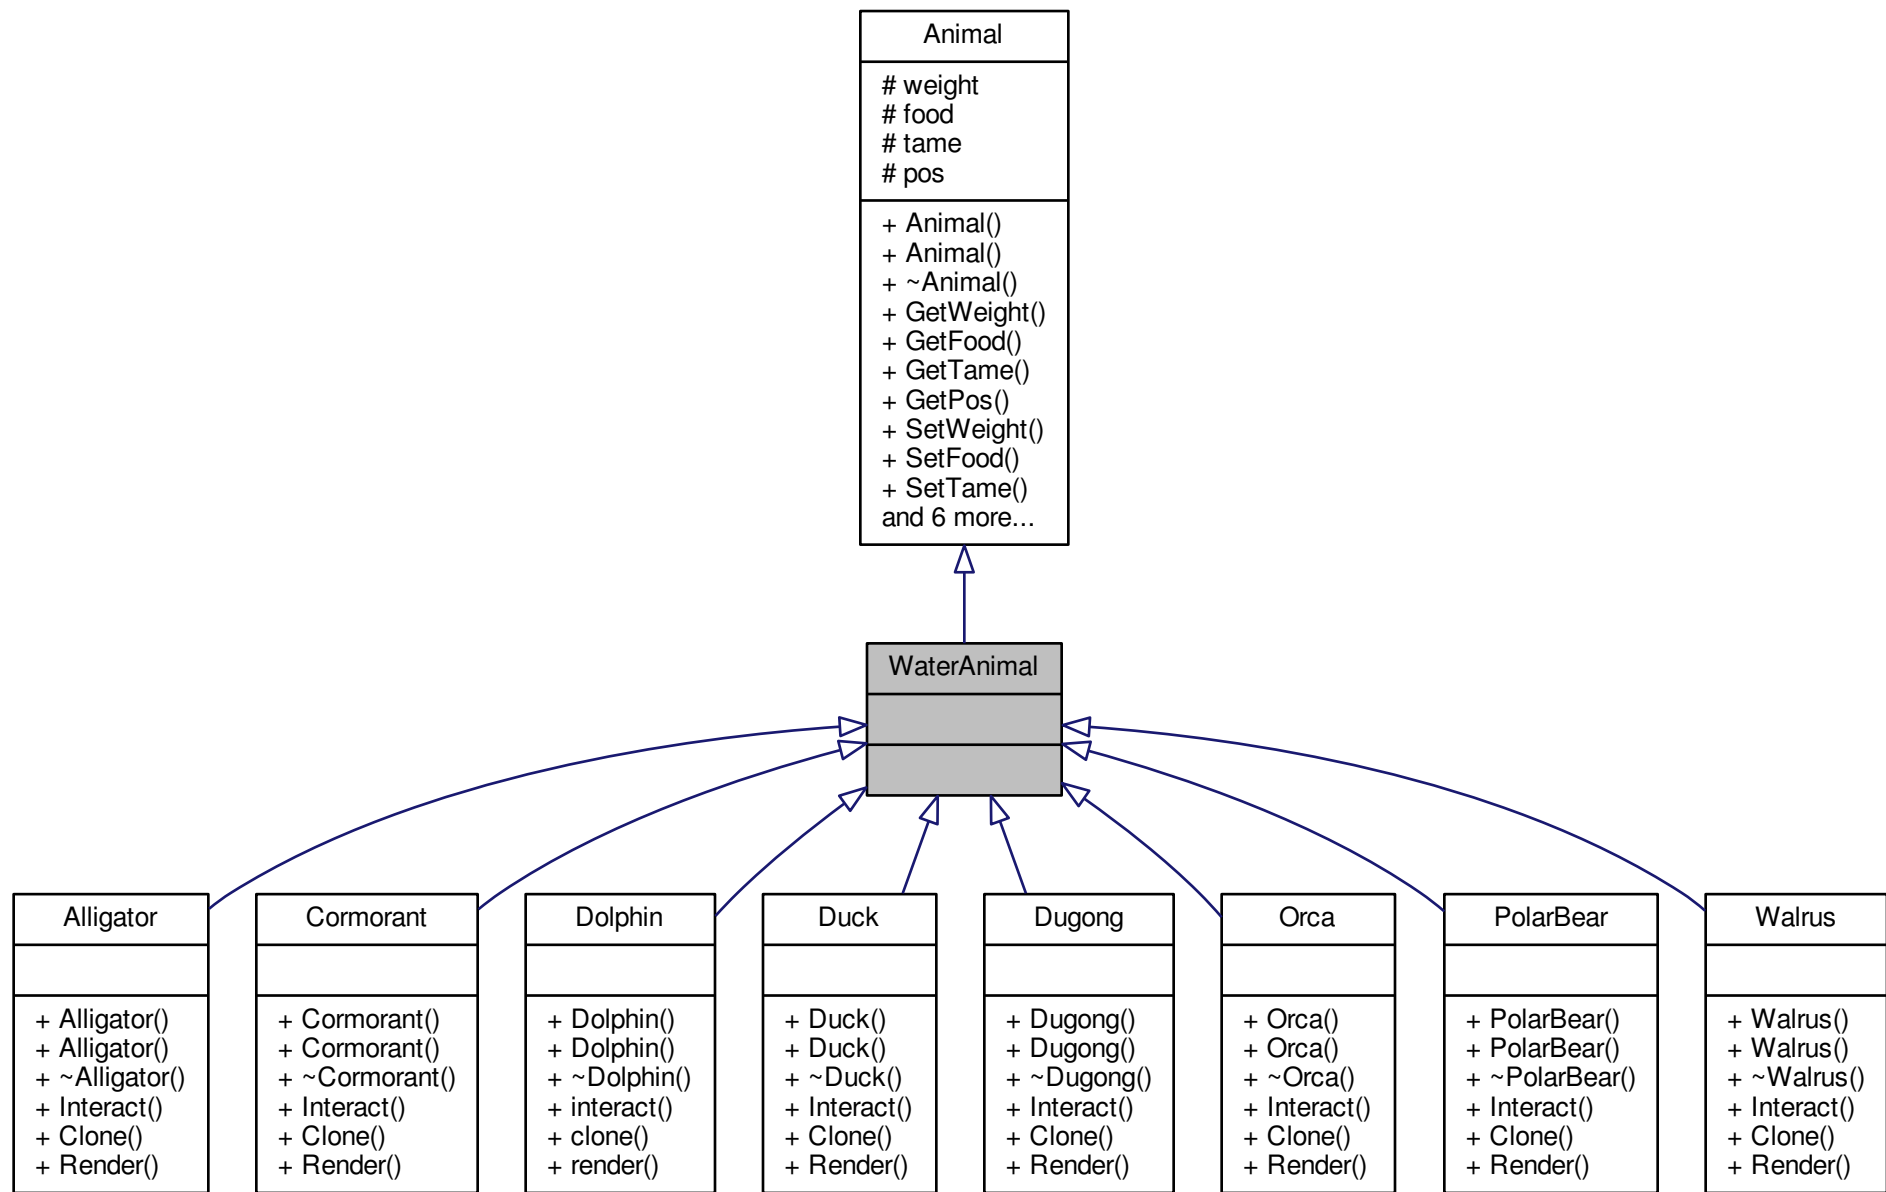 Animal
# weight
# food
# tame
# pos
+ Animal()
+ Animal()
+ ~Animal()
+ GetWeight()
+ GetFood()
+ GetTame()
+ GetPos()
+ SetWeight()
+ SetFood()
+ SetTame()
and 6 more...
WaterAnimal
Alligator
+ Alligator()
+ Alligator()
+ ~Alligator()
+ Interact()
+ Clone()
+ Render()
Cormorant
+ Cormorant()
+ Cormorant()
+ ~Cormorant()
+ Interact()
+ Clone()
+ Render()
Dolphin
+ Dolphin()
+ Dolphin()
+ ~Dolphin()
+ interact()
+ clone()
+ render()
Duck
+ Duck()
+ Duck()
+ ~Duck()
+ Interact()
+ Clone()
+ Render()
Dugong
+ Dugong()
+ Dugong()
+ ~Dugong()
+ Interact()
+ Clone()
+ Render()
Orca
+ Orca()
+ Orca()
+ ~Orca()
+ Interact()
+ Clone()
+ Render()
PolarBear
+ PolarBear()
+ PolarBear()
+ ~PolarBear()
+ Interact()
+ Clone()
+ Render()
Walrus
+ Walrus()
+ Walrus()
+ ~Walrus()
+ Interact()
+ Clone()
+ Render()